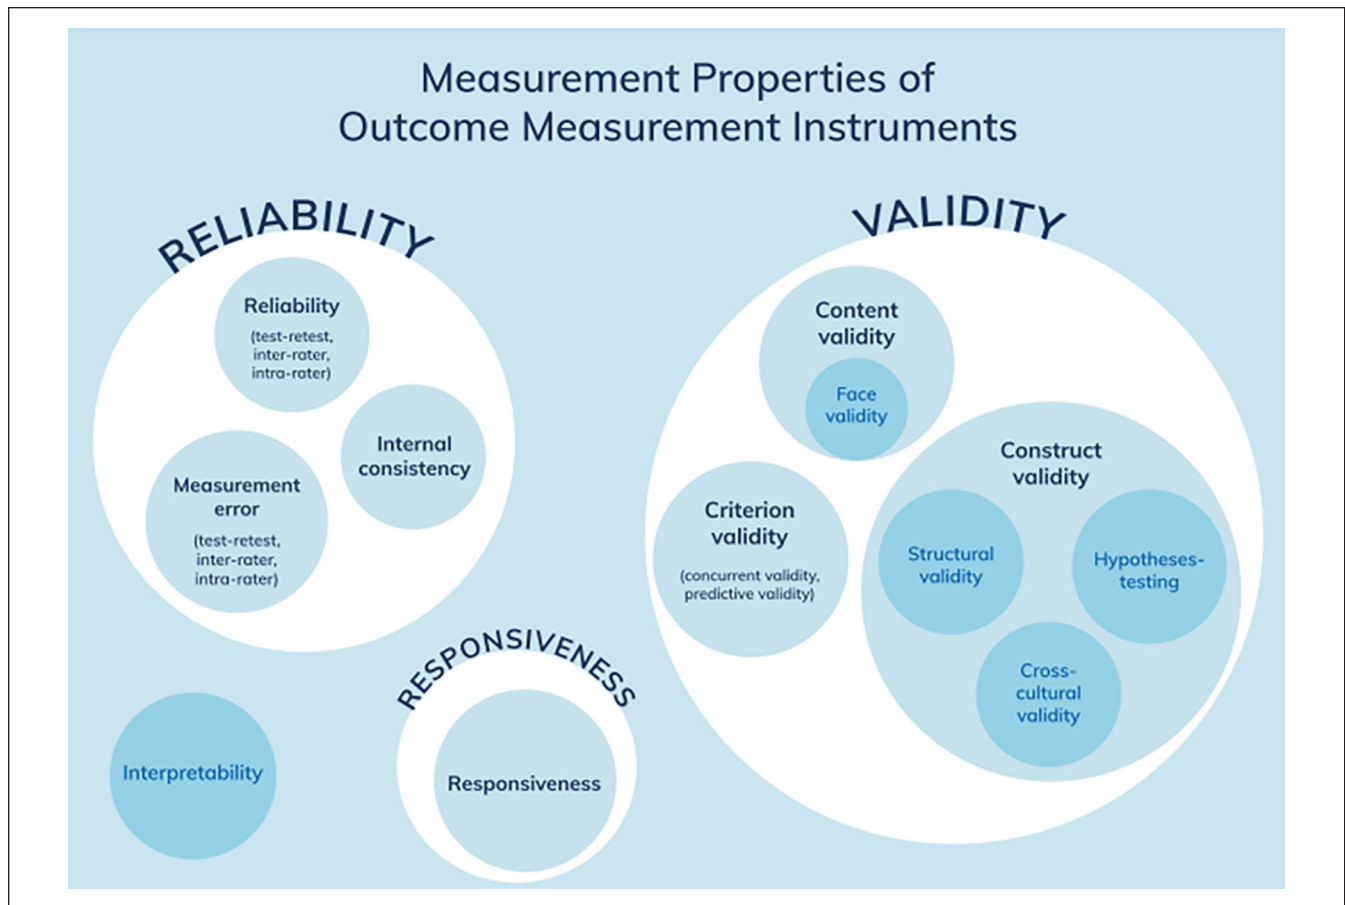 Measurement Properties of
Outcome Measurement Instruments
RELIABILITY
Reliability
(test-retest,
inter-rater,
intra-rater)
Internal
consistency
Measurement
error
(test-retest,
inter-rater,
intra-rater)
VALIDITY
Content
validity
Face
validity
Criterion
validity
(concurrent validity,
predictive validity)
Construct
validity
Structural
validity
Hypotheses-
testing
Cross-
cultural
validity
RESPONSIVENESS
Responsiveness
Interpretability